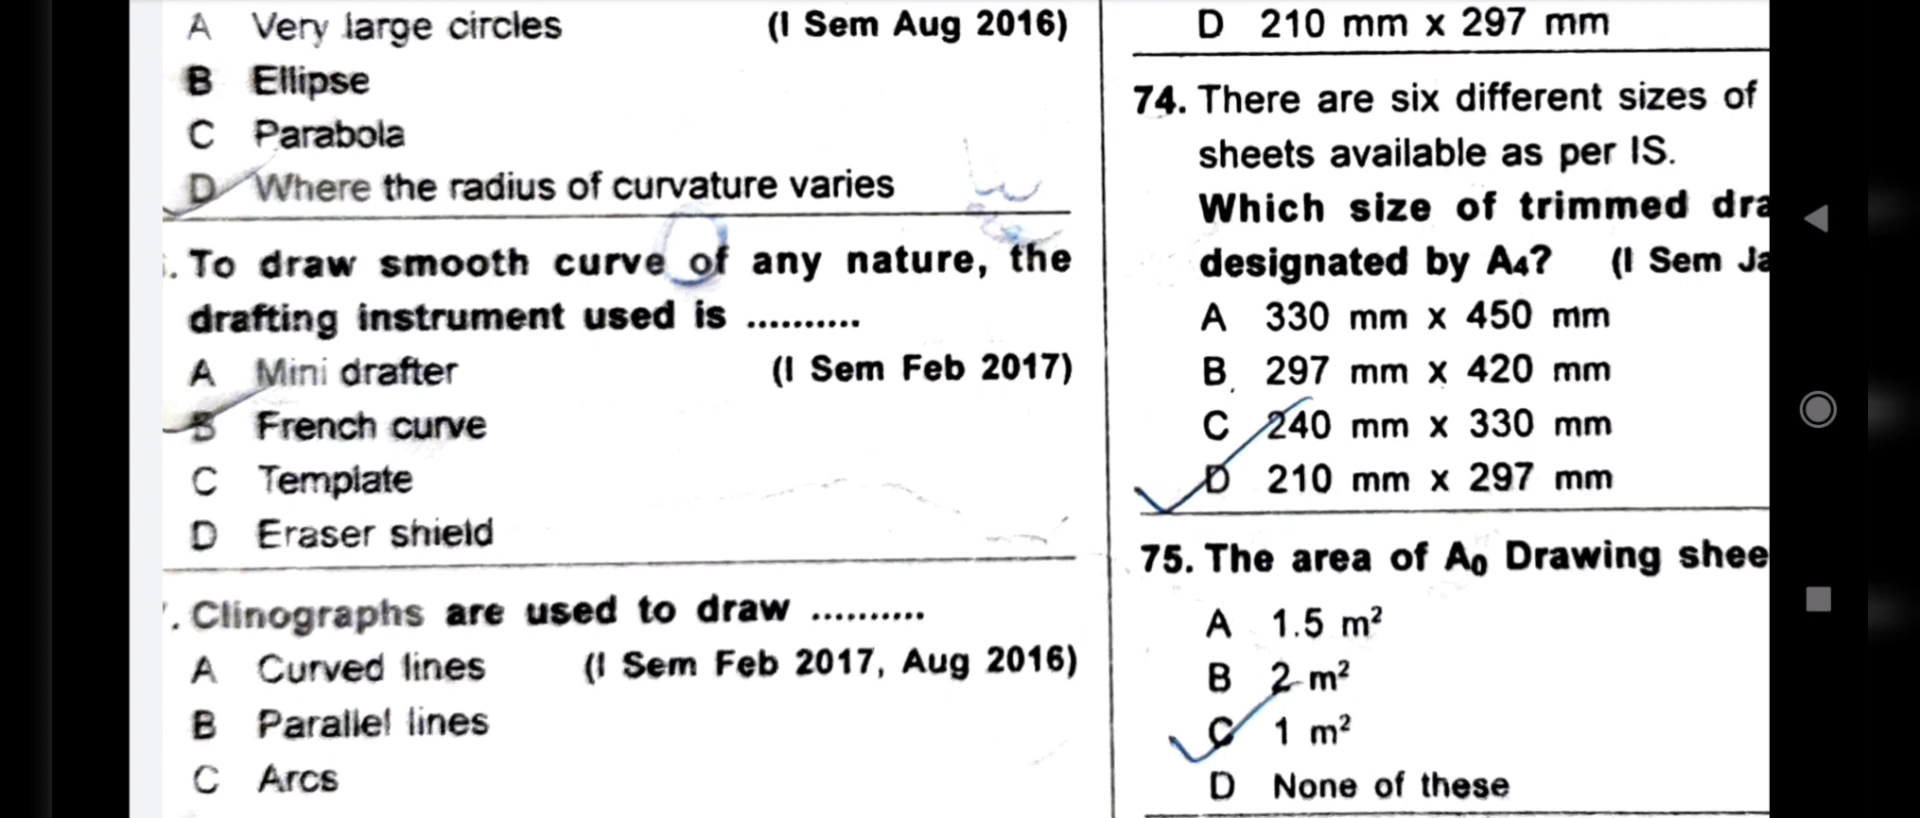 A Very large circles (I Sem Aug 2016)
B Ellipse
C Parabola
D Where the radius of curvature varies
. To draw smooth curve of any nature, the
drafting instrument used is ..........
A Mini drafter (I Sem Feb 2017)
B French curve
C Template
D Eraser shield
. Clinographs are used to draw ..........
A Curved lines (I Sem Feb 2017, Aug 2016)
B Parallel lines
C Arcs
D 210 mm x 297 mm
74. There are six different sizes of
sheets available as per IS.
Which size of trimmed dra
designated by A4? (I Sem Ja
A 330 mm x 450 mm
B 297 mm x 420 mm
C 240 mm x 330 mm
D 210 mm x 297 mm
75. The area of A0 Drawing shee
A 1.5 m²
B 2 m²
C 1 m²
D None of these